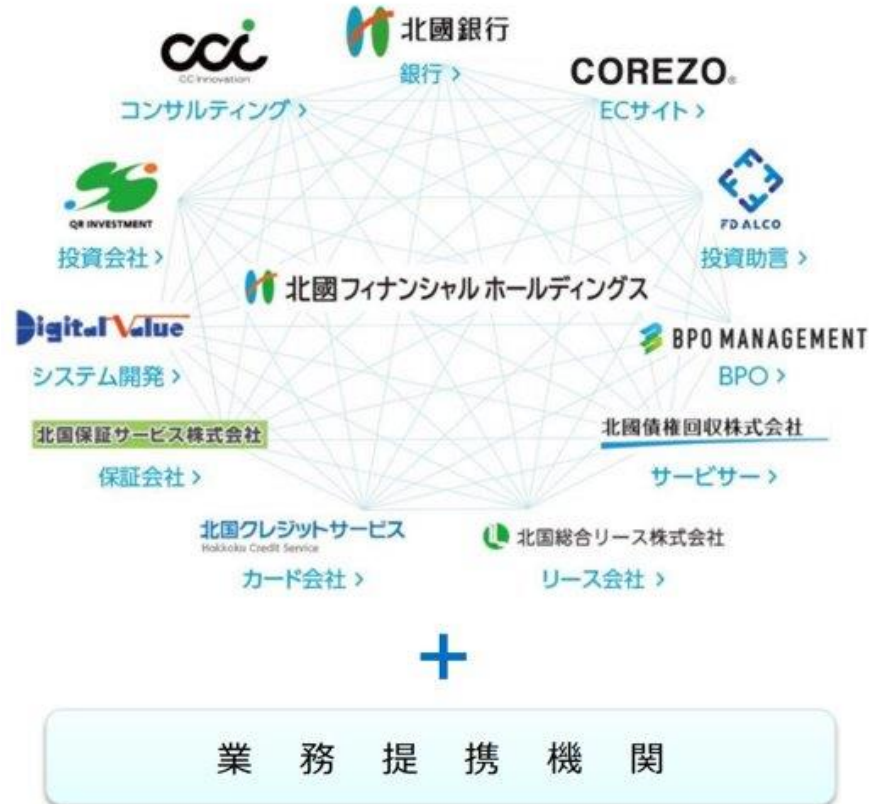 北國銀行
銀行 >
cci
CC Innovation
コンサルティング >
COREZO®
ECサイト >
QR INVESTMENT
投資会社 >
FD ALCO
投資助言 >
北國フィナンシャルホールディングス
Digital Value
システム開発 >
BPO MANAGEMENT
BPO >
北国保証サービス株式会社
保証会社 >
北國債権回収株式会社
サービサー >
北国クレジットサービス
Hokkoku Credit Service
カード会社 >
北国総合リース株式会社
リース会社 >
+
業務提携機関